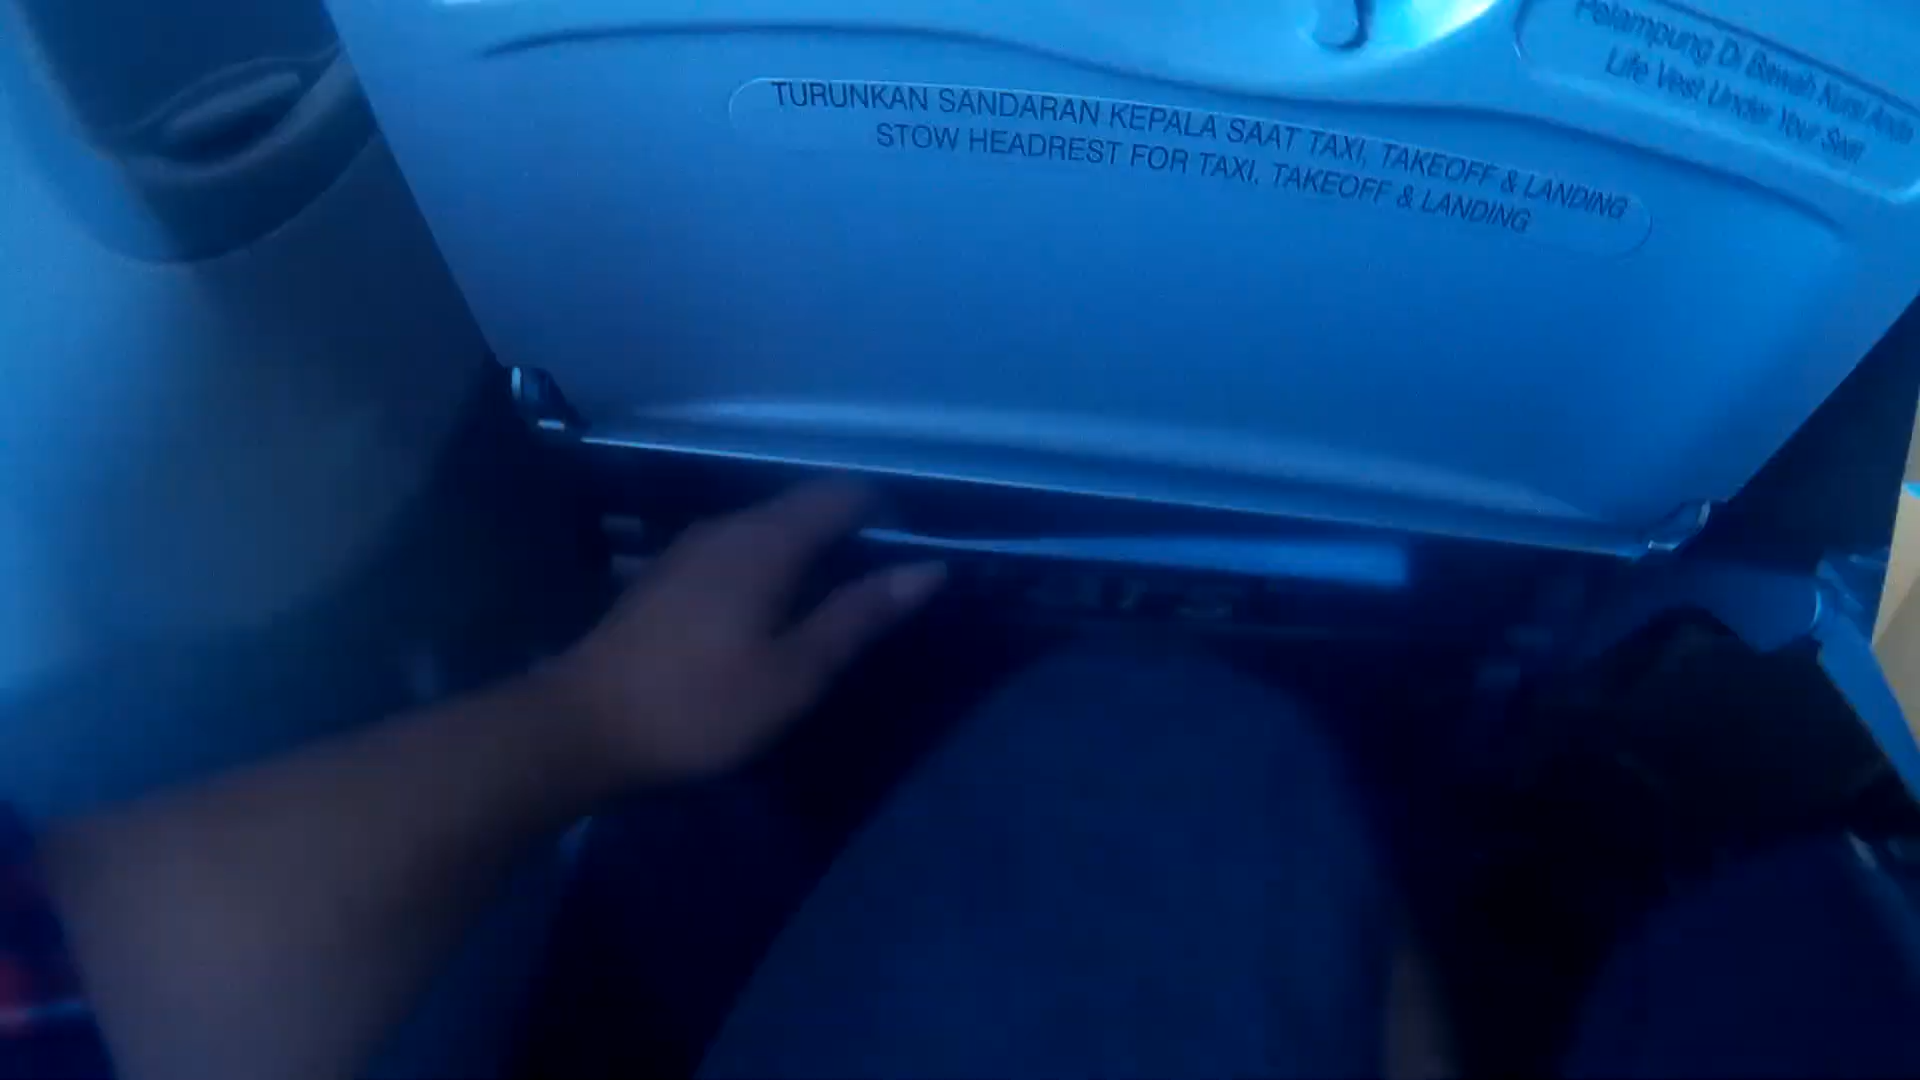 TURUNKAN SANDARAN KEPALA SAAT TAXI, TAKEOFF & LANDING
STOW HEADREST FOR TAXI, TAKEOFF & LANDING
Pelampung Di Bawah Kursi Anda
Life Vest Under Your Seat